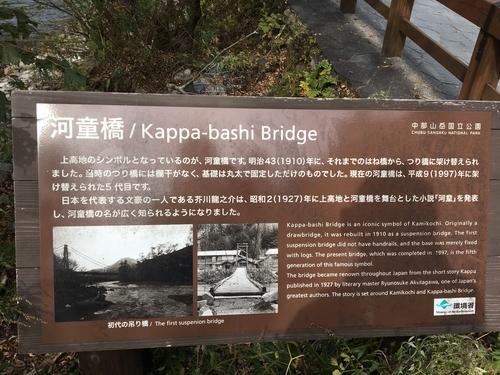 河童橋 / Kappa-bashi Bridge
中部山岳国立公園
CHUBU SANGAKU NATIONAL PARK
上高地のシンボルとなっているのが、河童橋です。明治43(1910)年に、それまでのはね橋から、つり橋に架け替えられ
ました。当時のつり橋には欄干がなく、基礎は丸太で固定しただけのものでした。現在の河童橋は、平成9(1997)年に架
け替えられた5代目です。
日本を代表する文豪の一人である芥川龍之介は、昭和2(1927)年に上高地と河童橋を舞台とした小説「河童」を発表
し、河童橋の名が広く知られるようになりました。
Kappa-bashi Bridge is an iconic symbol of Kamikochi. Originally a
drawbridge, it was rebuilt in 1910 as a suspension bridge. The first
suspension bridge did not have handrails, and the base was merely fixed
with logs. The present bridge, which was completed in 1997, is the fifth
generation of this famous symbol.
The bridge became renown throughout Japan from the short story Kappa
published in 1927 by literary master Ryunosuke Akutagawa, one of Japan's
greatest authors. The story is set around Kamikochi and Kappa-bashi Bridge.
初代の吊り橋 / The first suspension bridge
環境省
Ministry of the Environment